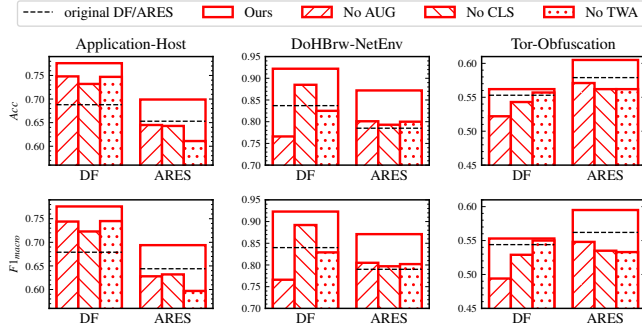 original DF/ARES Ours No AUG No CLS No TWA
Application-Host DoHBrw-NetEnv Tor-Obfuscation
Acc
0.75
0.70
0.65
0.60
DF ARES
0.95
0.90
0.85
0.80
0.75
0.70
DF ARES
0.60
0.55
0.50
0.45
DF ARES
F1macro
0.75
0.70
0.65
0.60
DF ARES
0.95
0.90
0.85
0.80
0.75
0.70
DF ARES
0.60
0.55
0.50
0.45
DF ARES